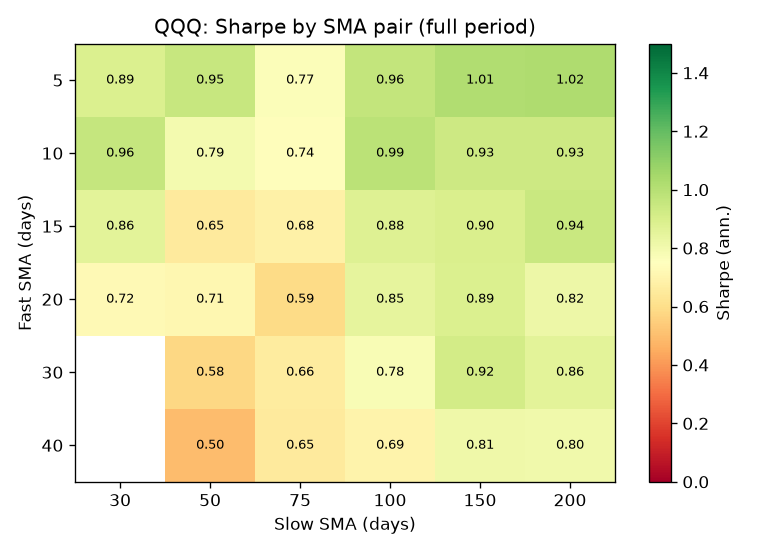 QQQ: Sharpe by SMA pair (full period)
Fast SMA (days)
5 0.89 0.95 0.77 0.96 1.01 1.02
10 0.96 0.79 0.74 0.99 0.93 0.93
15 0.86 0.65 0.68 0.88 0.90 0.94
20 0.72 0.71 0.59 0.85 0.89 0.82
30 0.58 0.66 0.78 0.92 0.86
40 0.50 0.65 0.69 0.81 0.80
30 50 75 100 150 200
Slow SMA (days)
1.4
1.2
1.0
0.8
0.6
0.4
0.2
0.0
Sharpe (ann.)